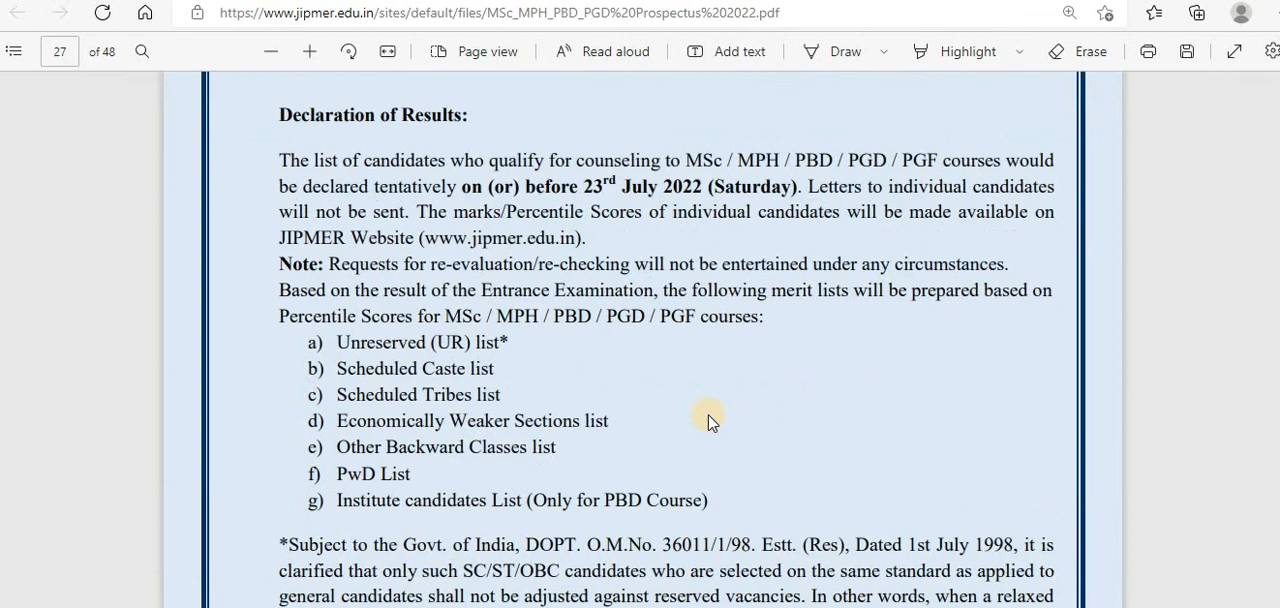 https://www.jipmer.edu.in/sites/default/files/MSc_MPH_PBD_PGD%20Prospectus%202022.pdf
27 of 48 Page view Read aloud Add text Draw Highlight Erase
Declaration of Results:
The list of candidates who qualify for counseling to MSc / MPH / PBD / PGD / PGF courses would
be declared tentatively on (or) before 23rd July 2022 (Saturday). Letters to individual candidates
will not be sent. The marks/Percentile Scores of individual candidates will be made available on
JIPMER Website (www.jipmer.edu.in).
Note: Requests for re-evaluation/re-checking will not be entertained under any circumstances.
Based on the result of the Entrance Examination, the following merit lists will be prepared based on
Percentile Scores for MSc / MPH / PBD / PGD / PGF courses:
a) Unreserved (UR) list*
b) Scheduled Caste list
c) Scheduled Tribes list
d) Economically Weaker Sections list
e) Other Backward Classes list
f) PwD List
g) Institute candidates List (Only for PBD Course)
*Subject to the Govt. of India, DOPT. O.M.No. 36011/1/98. Estt. (Res), Dated 1st July 1998, it is
clarified that only such SC/ST/OBC candidates who are selected on the same standard as applied to
general candidates shall not be adjusted against reserved vacancies. In other words, when a relaxed